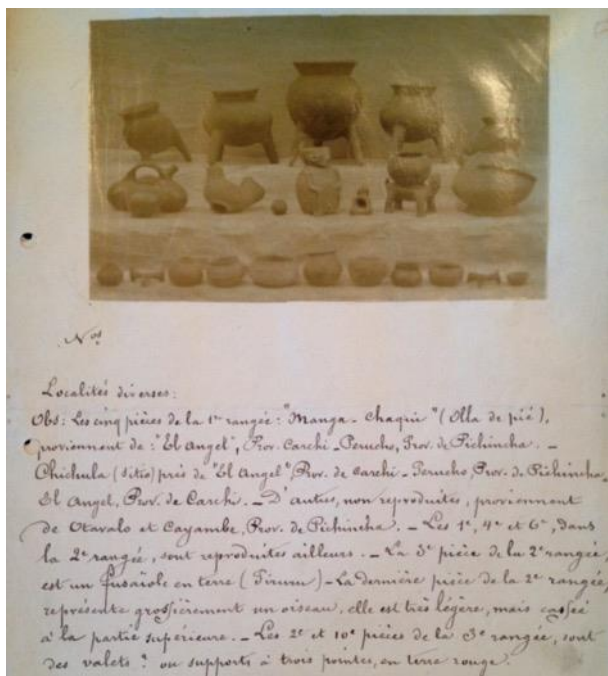 Nos
Localités diverses:
Obs: Les cinq pièces de la 1re rangée: "Manga-Chaqui" (Olla de pié),
proviennent de: "El Angel", Prov. Carchi - Perucho, Prov. de Pichincha. -
Chichula (sitio) près de "El Angel", Prov. de Carchi - Perucho, Prov. de Pichincha -
El Angel, Prov. de Carchi. - D'autres, non reproduites, proviennent
de Otavalo et Cayambe, Prov. de Pichincha. - Les 1e, 4e et 6e, dans
la 2e rangée, sont reproduites ailleurs. - La 3e pièce de la 2e rangée,
est un fusaïole en terre (Piruru) - La dernière pièce de la 2e rangée,
représente grossièrement un oiseau, elle est très légère, mais cassée
à la partie supérieure. - Les 2e et 10e pièces de la 3e rangée, sont
des valets? ou supports à trois pointes, en terre rouge.